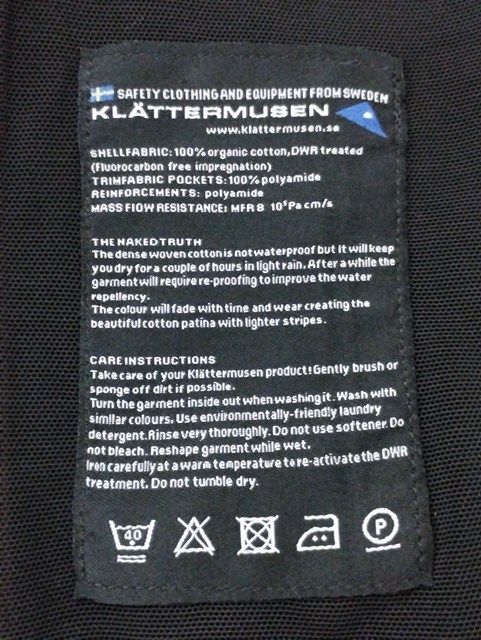 SAFETY CLOTHING AND EQUIPMENT FROM SWEDEN
KLÄTTERMUSEN
www.klattermusen.se
SHELLFABRIC: 100% organic cotton, DWR treated
(Fluorocarbon free impregnation)
TRIMFABRIC POCKETS: 100% polyamide
REINFORCEMENTS: polyamide
MASS FLOW RESISTANCE: MFR 8 10⁵Pa cm/s
THE NAKED TRUTH
The dense woven cotton is not waterproof but it will keep
you dry for a couple of hours in light rain. After a while the
garment will require re-proofing to improve the water
repellency.
The colour will fade with time and wear creating the
beautiful cotton patina with lighter stripes.
CARE INSTRUCTIONS
Take care of your Klättermusen product! Gently brush or
sponge off dirt if possible.
Turn the garment inside out when washing it. Wash with
similar colours. Use environmentally-friendly laundry
detergent. Rinse very thoroughly. Do not use softener. Do
not bleach. Reshape garment while wet.
Iron carefully at a warm temperature to re-activate the DWR
treatment. Do not tumble dry.
40 P